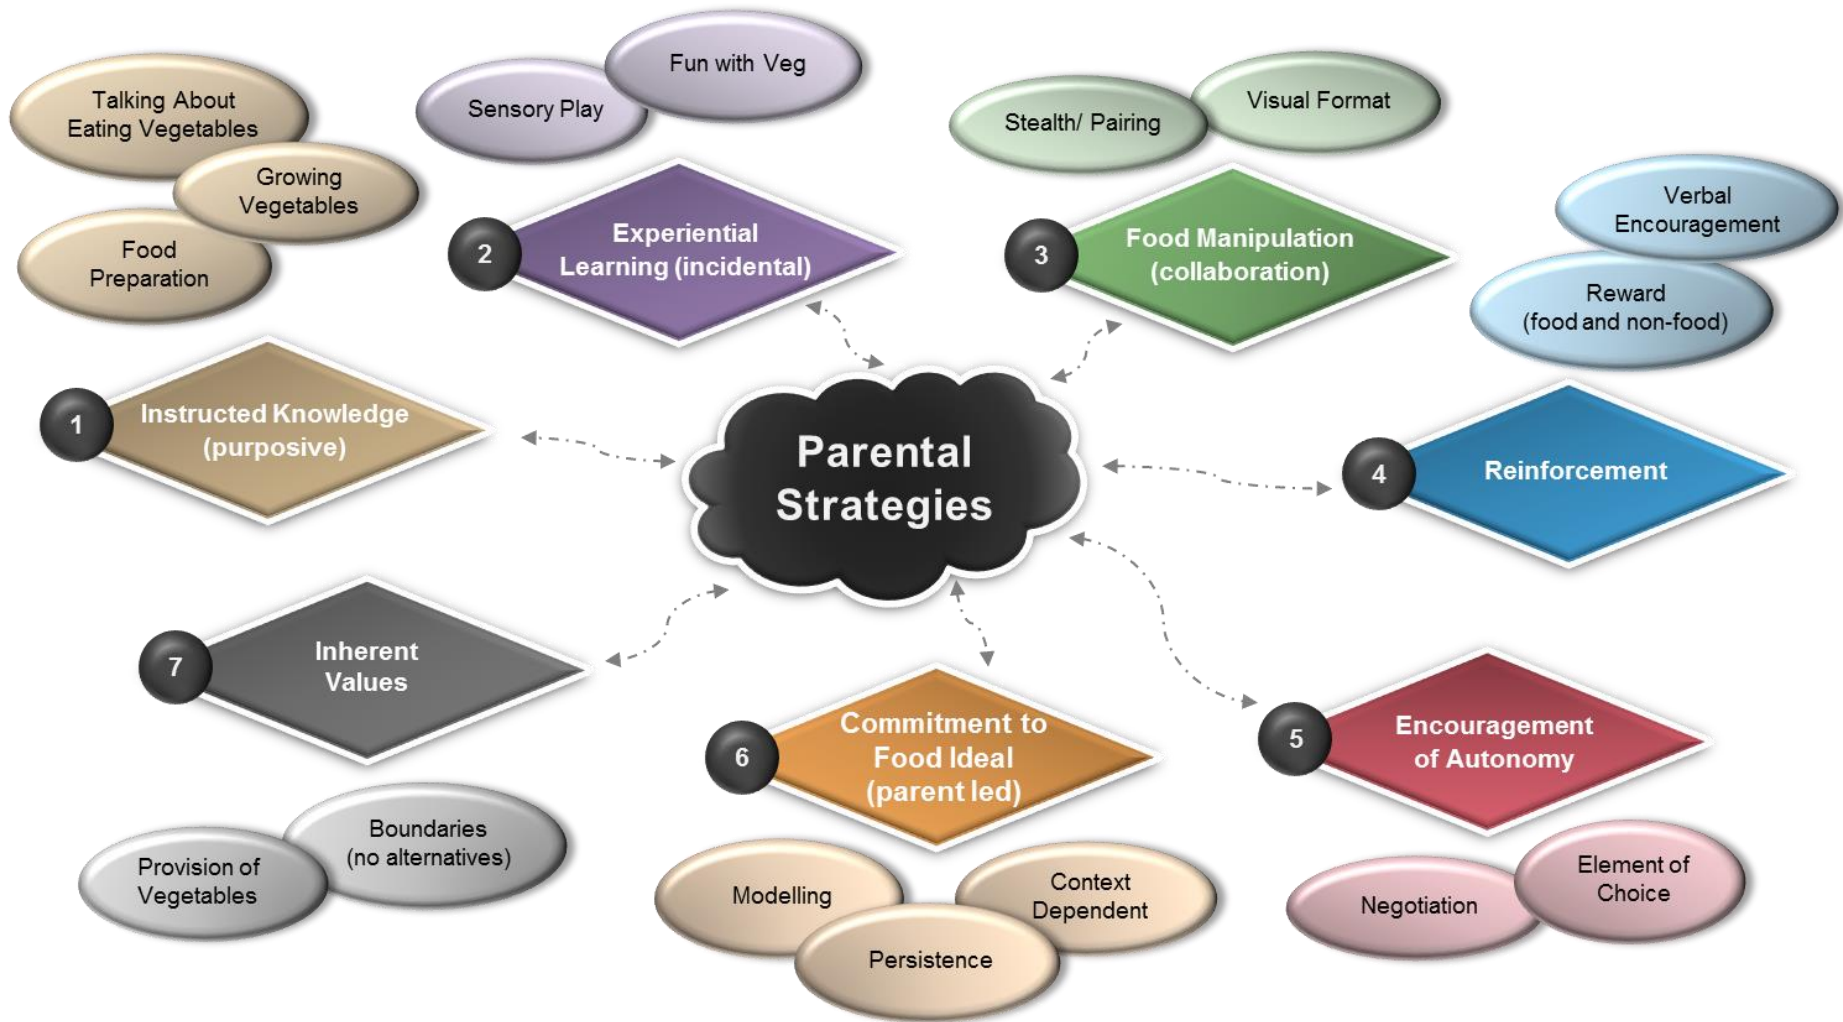 Talking About
Eating Vegetables
Growing
Vegetables
Food
Preparation
1
Instructed Knowledge
(purposive)
Sensory Play
Fun with Veg
2
Experiential
Learning (incidental)
Stealth/ Pairing
Visual Format
3
Food Manipulation
(collaboration)
Verbal
Encouragement
Reward
(food and non-food)
4
Reinforcement
Parental
Strategies
5
Encouragement
of Autonomy
Negotiation
Element of
Choice
6
Commitment to
Food Ideal
(parent led)
Modelling
Persistence
Context
Dependent
7
Inherent
Values
Provision of
Vegetables
Boundaries
(no alternatives)